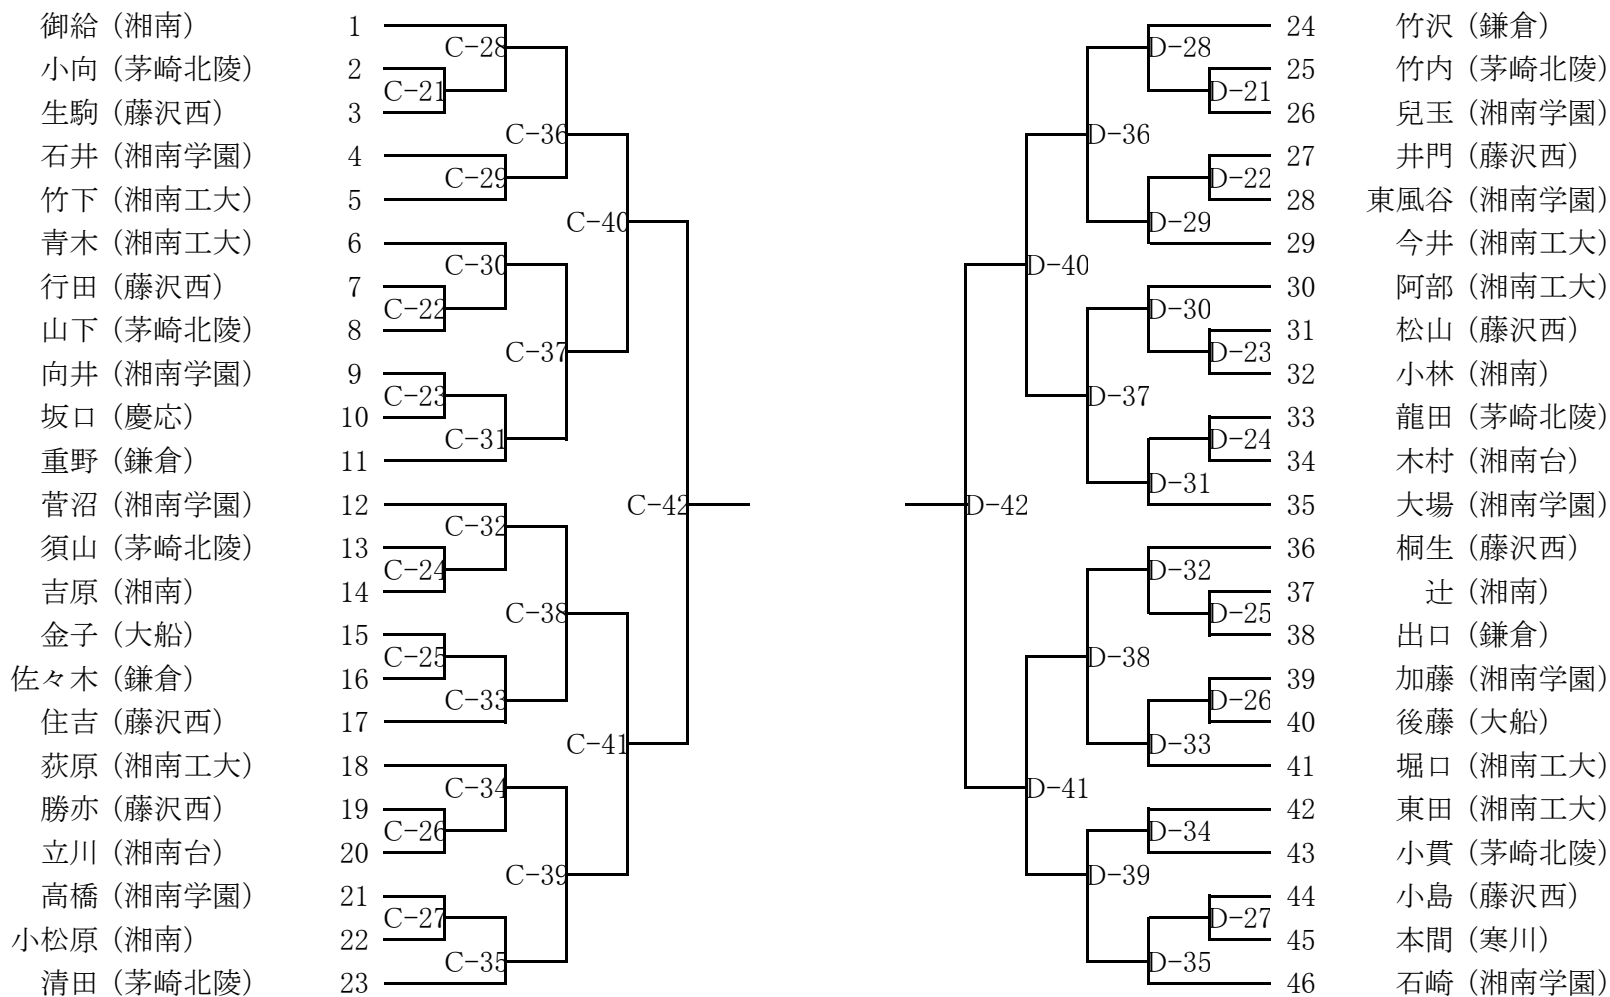 御給（湘南） 1 24 竹沢（鎌倉）
C-28 D-28
小向（茅崎北陵） 2 25 竹内（茅崎北陵）
C-21 D-21
生駒（藤沢西） 3 26 兒玉（湘南学園）
C-36 D-36
石井（湘南学園） 4 27 井門（藤沢西）
C-29 D-22
竹下（湘南工大） 5 28 東風谷（湘南学園）
C-40 D-29
青木（湘南工大） 6 29 今井（湘南工大）
C-30 D-40
行田（藤沢西） 7 30 阿部（湘南工大）
C-22 D-30
山下（茅崎北陵） 8 31 松山（藤沢西）
C-37 D-23
向井（湘南学園） 9 32 小林（湘南）
C-23 D-37
坂口（慶応） 10 33 龍田（茅崎北陵）
C-31 D-24
重野（鎌倉） 11 34 木村（湘南台）
D-31
菅沼（湘南学園） 12 C-42 D-42 35 大場（湘南学園）
C-32
須山（茅崎北陵） 13 36 桐生（藤沢西）
C-24 D-32
吉原（湘南） 14 37 辻（湘南）
C-38 D-25
金子（大船） 15 38 出口（鎌倉）
C-25 D-38
佐々木（鎌倉） 16 39 加藤（湘南学園）
C-33 D-26
住吉（藤沢西） 17 40 後藤（大船）
C-41 D-33
荻原（湘南工大） 18 41 堀口（湘南工大）
C-34 D-41
勝亦（藤沢西） 19 42 東田（湘南工大）
C-26 D-34
立川（湘南台） 20 43 小貫（茅崎北陵）
C-39 D-39
高橋（湘南学園） 21 44 小島（藤沢西）
C-27 D-27
小松原（湘南） 22 45 本間（寒川）
C-35 D-35
清田（茅崎北陵） 23 46 石崎（湘南学園）